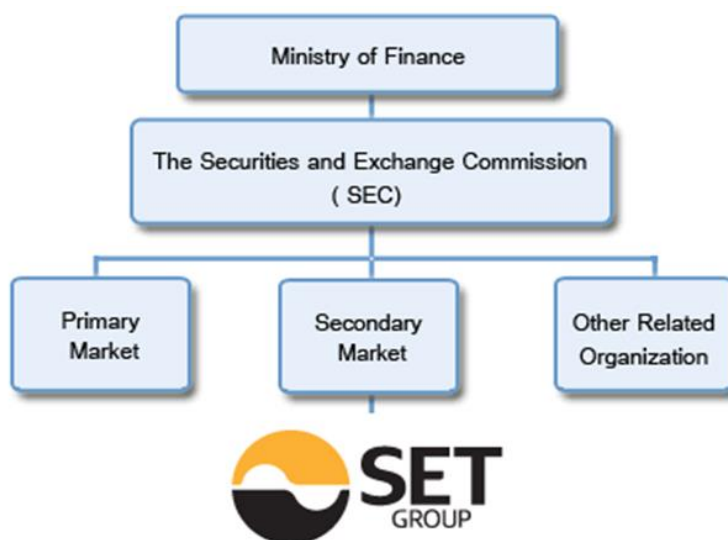 Ministry of Finance
The Securities and Exchange Commission
( SEC)
Primary
Market
Secondary
Market
Other Related
Organization
SET
GROUP